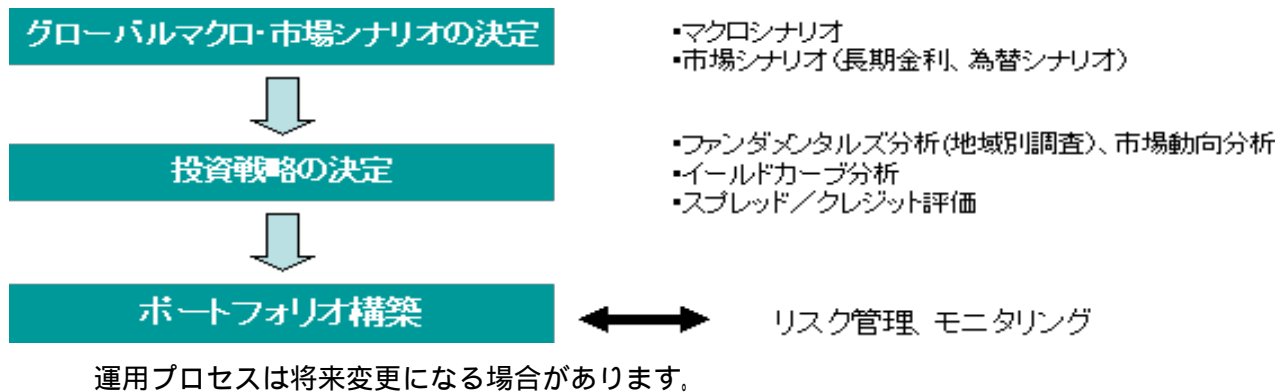 グローバルマクロ・市場シナリオの決定
▪マクロシナリオ
▪市場シナリオ(長期金利、為替シナリオ)
投資戦略の決定
▪ファンダメンタルズ分析(地域別調査)、市場動向分析
▪イールドカーブ分析
▪スプレッド／クレジット評価
ポートフォリオ構築
リスク管理、モニタリング
運用プロセスは将来変更になる場合があります。